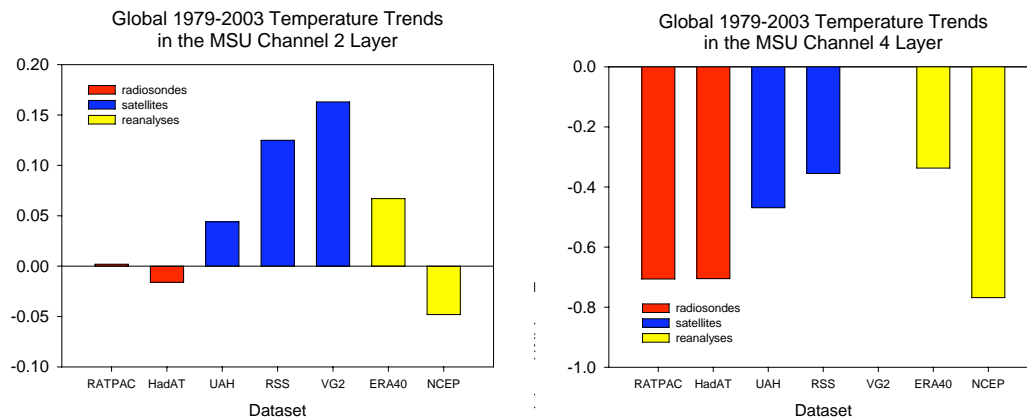 Global 1979-2003 Temperature Trends
in the MSU Channel 2 Layer
0.20
0.15
0.10
0.05
0.00
-0.05
-0.10
radiosondes
satellites
reanalyses
RATPAC HadAT UAH RSS VG2 ERA40 NCEP
Dataset
Global 1979-2003 Temperature Trends
in the MSU Channel 4 Layer
0.0
-0.2
-0.4
-0.6
-0.8
-1.0
radiosondes
satellites
reanalyses
RATPAC HadAT UAH RSS VG2 ERA40 NCEP
Dataset